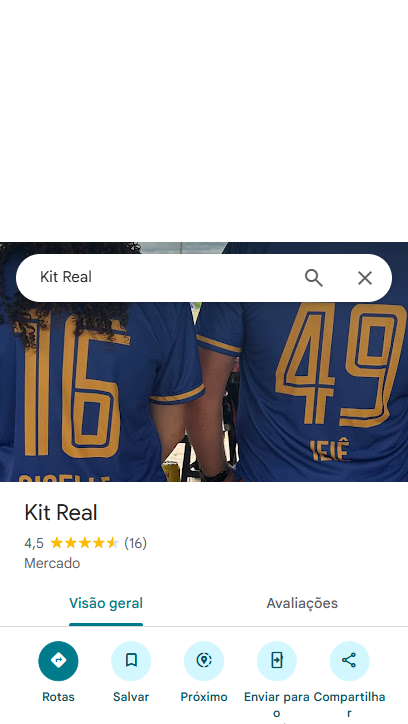 Kit Real
16
49
IEIÊ
GISELLE
Kit Real
4,5 (16)
Mercado
Visão geral Avaliações
Rotas Salvar Próximo Enviar para o Compartilhar